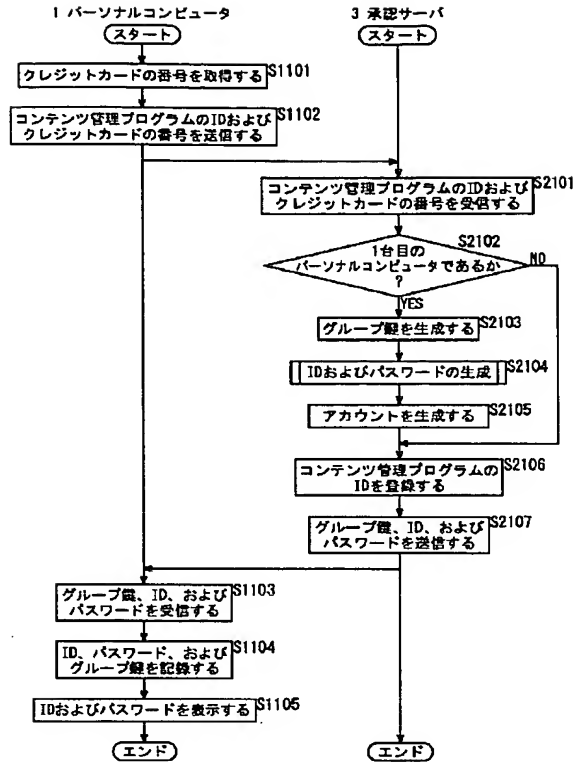 1 パーソナルコンピュータ
スタート
クレジットカードの番号を取得する
S1101
コンテンツ管理プログラムのIDおよび
クレジットカードの番号を送信する
S1102
3 承認サーバ
スタート
コンテンツ管理プログラムのIDおよび
クレジットカードの番号を受信する
S2101
1台目の
パーソナルコンピュータであるか
?
S2102
NO
YES
グループ鍵を生成する
S2103
IDおよびパスワードの生成
S2104
アカウントを生成する
S2105
コンテンツ管理プログラムの
IDを登録する
S2106
グループ鍵、ID、および
パスワードを送信する
S2107
グループ鍵、ID、および
パスワードを受信する
S1103
ID、パスワード、および
グループ鍵を記録する
S1104
IDおよびパスワードを表示する
S1105
エンド
エンド